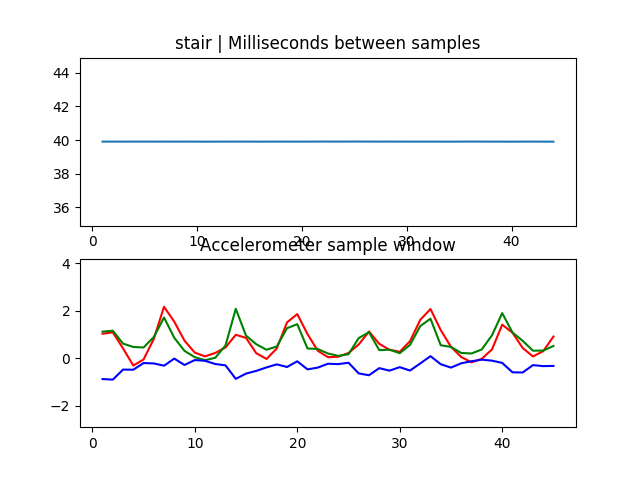 stair | Milliseconds between samples
44
42
40
38
36
0 10 20 30 40
Accelerometer sample window
4
2
0
−2
0 10 20 30 40